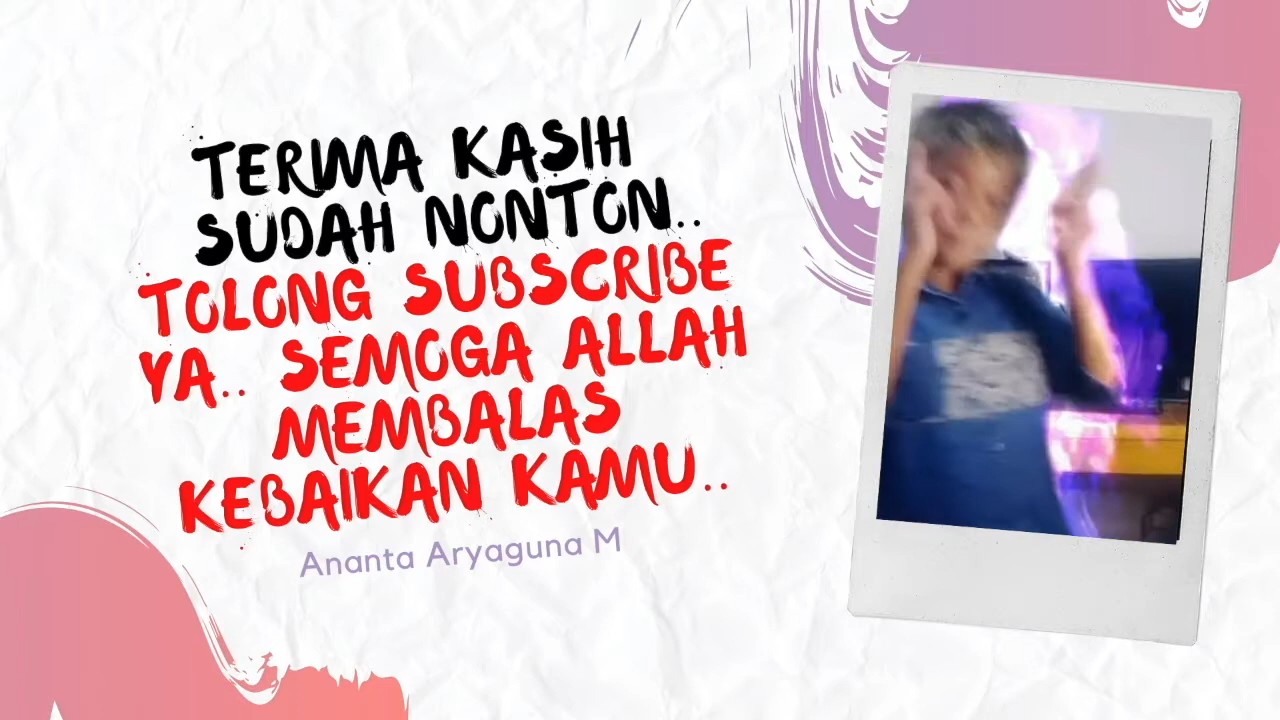 TERIMA KASIH
SUDAH NONTON..
TOLONG SUBSCRIBE
YA.. SEMOGA ALLAH
MEMBALAS
KEBAIKAN KAMU..
Ananta Aryaguna M